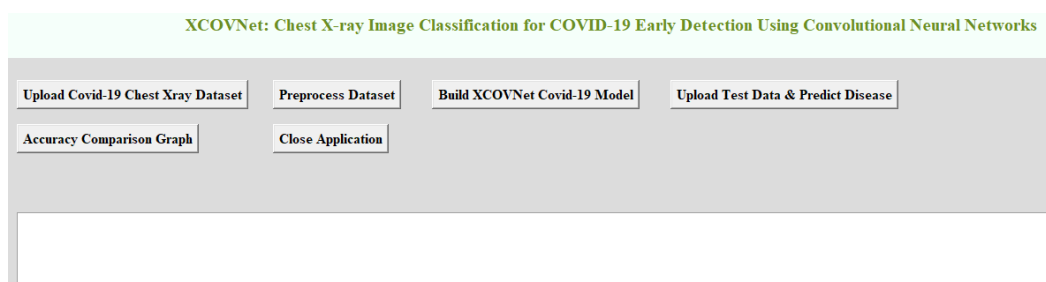 XCOVNet: Chest X-ray Image Classification for COVID-19 Early Detection Using Convolutional Neural Networks
Upload Covid-19 Chest Xray Dataset
Preprocess Dataset
Build XCOVNet Covid-19 Model
Upload Test Data & Predict Disease
Accuracy Comparison Graph
Close Application